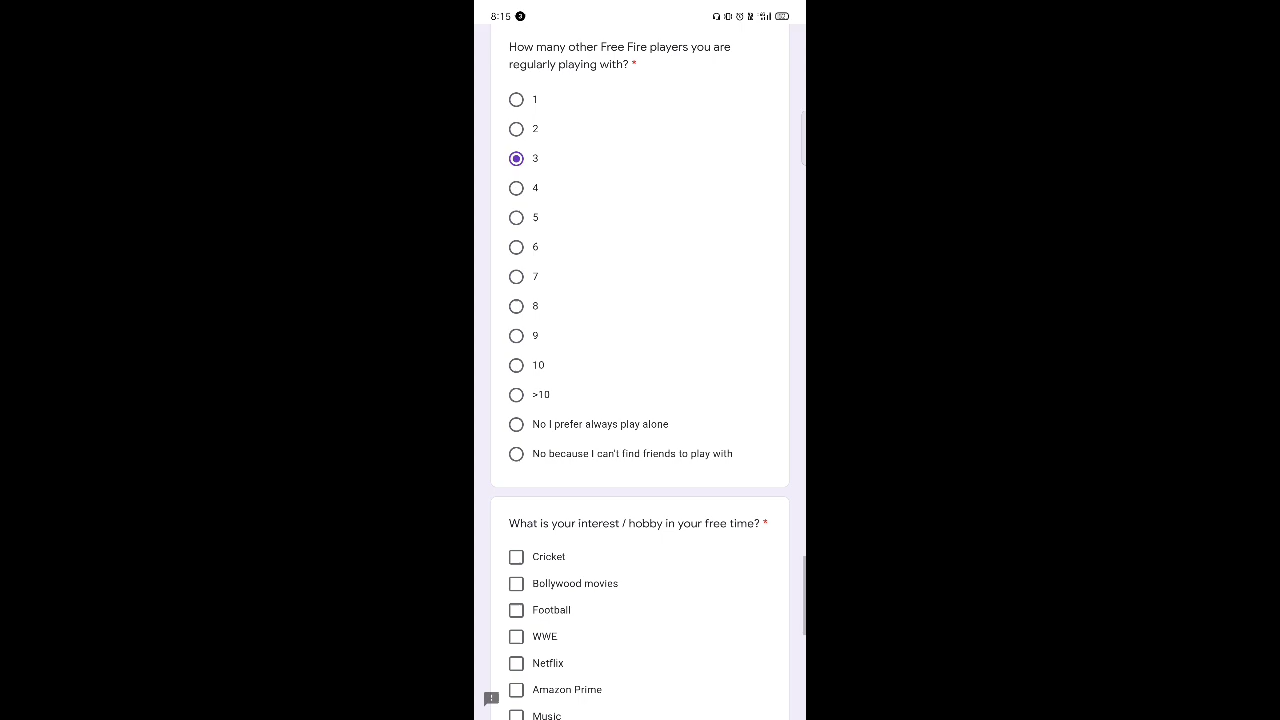 8:15 3
How many other Free Fire players you are
regularly playing with? *
1
2
3
4
5
6
7
8
9
10
>10
No I prefer always play alone
No because I can't find friends to play with
What is your interest / hobby in your free time? *
Cricket
Bollywood movies
Football
WWE
Netflix
Amazon Prime
Music